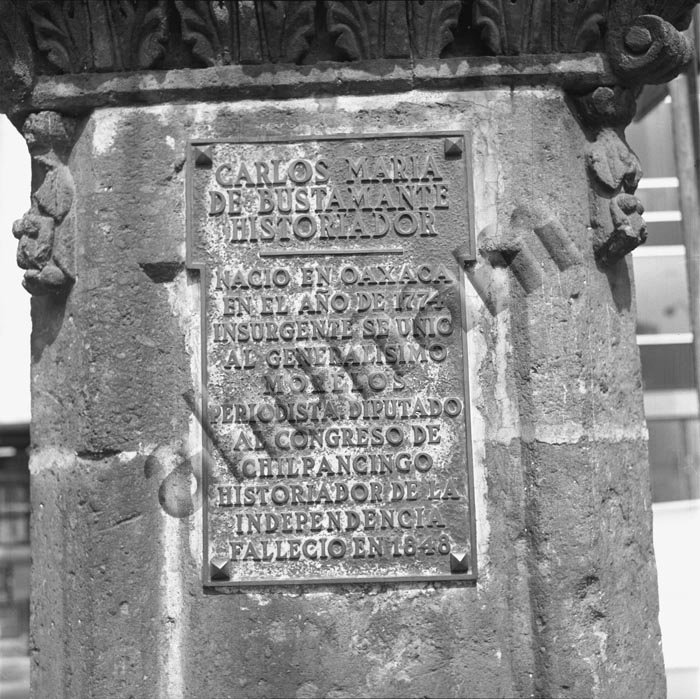 CARLOS MARIA
DE BUSTAMANTE
HISTORIADOR
NACIO EN OAXACA
EN EL AÑO DE 1774
INSURGENTE SE UNIO
AL GENERALISIMO
MORELOS
PERIODISTA DIPUTADO
AL CONGRESO DE
CHILPANCINGO
HISTORIADOR DE LA
INDEPENDENCIA
FALLECIO EN 1848